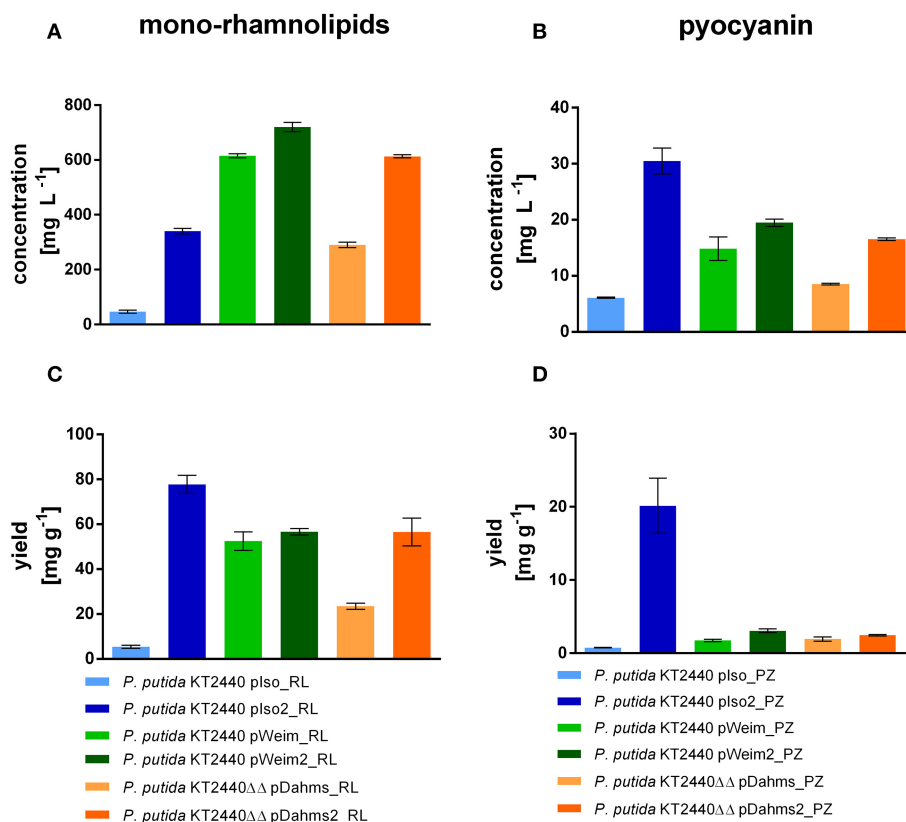 A mono-rhamnolipids
B pyocyanin
concentration
[mg L⁻¹]
800
600
400
200
0
concentration
[mg L⁻¹]
40
30
20
10
0
C
D
yield
[mg g⁻¹]
100
80
60
40
20
0
yield
[mg g⁻¹]
30
20
10
0
P. putida KT2440 pIso_RL
P. putida KT2440 pIso2_RL
P. putida KT2440 pWeim_RL
P. putida KT2440 pWeim2_RL
P. putida KT2440ΔΔ pDahms_RL
P. putida KT2440ΔΔ pDahms2_RL
P. putida KT2440 pIso_PZ
P. putida KT2440 pIso2_PZ
P. putida KT2440 pWeim_PZ
P. putida KT2440 pWeim2_PZ
P. putida KT2440ΔΔ pDahms_PZ
P. putida KT2440ΔΔ pDahms2_PZ